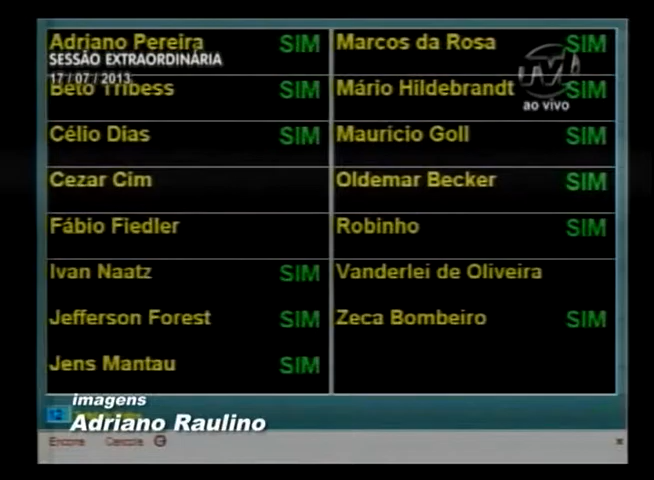 Adriano Pereira SIM
SESSÃO EXTRAORDINÁRIA
17 / 07 / 2013
Beto Tribess SIM
Célio Dias SIM
Cezar Cim
Fábio Fiedler
Ivan Naatz SIM
Jefferson Forest SIM
Jens Mantau SIM
Marcos da Rosa SIM
Mário Hildebrandt SIM
ao vivo
Mauricio Goll SIM
Oldemar Becker SIM
Robinho SIM
Vanderlei de Oliveira
Zeca Bombeiro SIM
imagens
12
Adriano Raulino